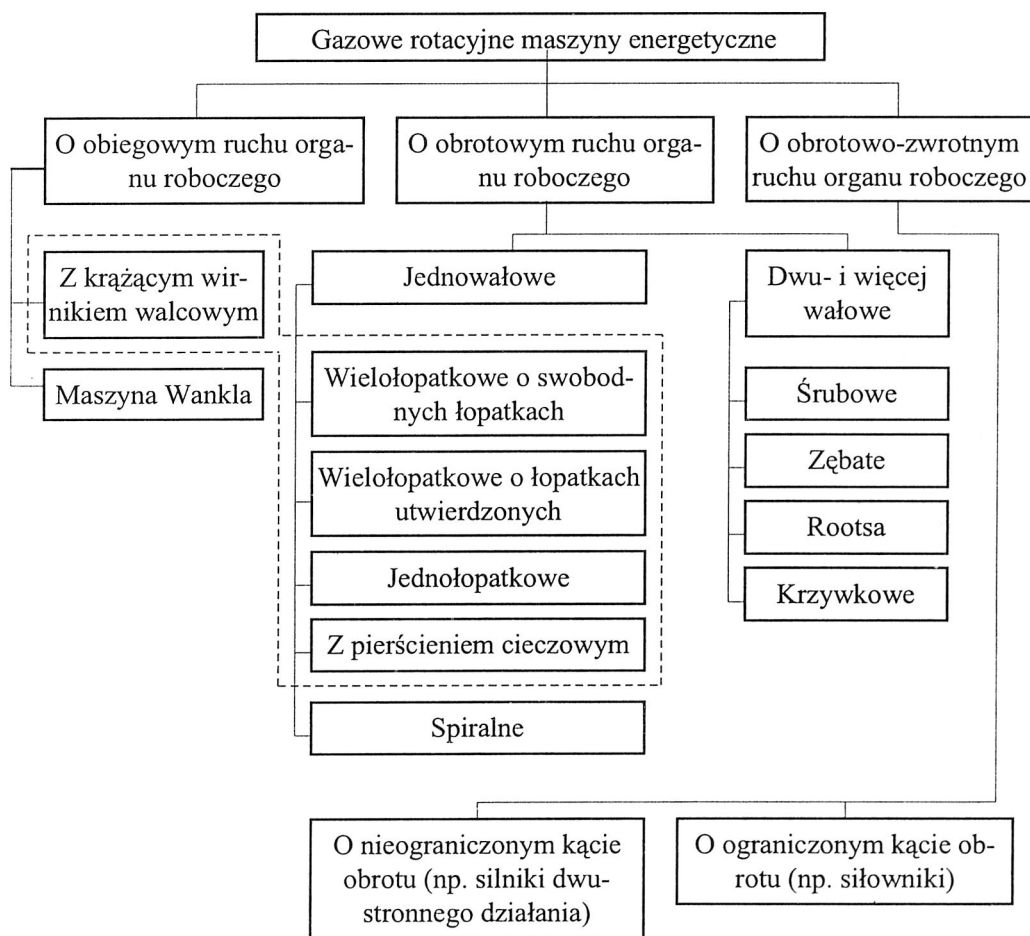 Gazowe rotacyjne maszyny energetyczne
O obiegowym ruchu orga-
nu roboczego
O obrotowym ruchu orga-
nu roboczego
O obrotowo-zwrotnym
ruchu organu roboczego
Z krążącym wir-
nikiem walcowym
Maszyna Wankla
Jednowałowe
Wielołopatkowe o swobod-
nych łopatkach
Wielołopatkowe o łopatkach
utwierdzonych
Jednołopatkowe
Z pierścieniem cieczowym
Spiralne
Dwu- i więcej
wałowe
Śrubowe
Zębate
Rootsa
Krzywkowe
O nieograniczonym kącie
obrotu (np. silniki dwu-
stronnego działania)
O ograniczonym kącie ob-
rotu (np. siłowniki)